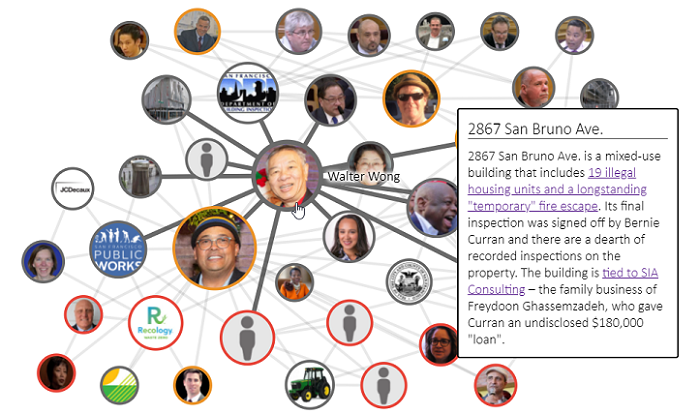 SAN FRANCISCO
DEPARTMENT OF
BUILDING INSPECTION
Walter Wong
JCDecaux
SAN FRANCISCO
PUBLIC
WORKS
Recology
2867 San Bruno Ave.
2867 San Bruno Ave. is a mixed-use
building that includes 19 illegal
housing units and a longstanding
"temporary" fire escape. Its final
inspection was signed off by Bernie
Curran and there are a dearth of
recorded inspections on the
property. The building is tied to SIA
Consulting – the family business of
Freydoon Ghassemzadeh, who gave
Curran an undisclosed $180,000
"loan".